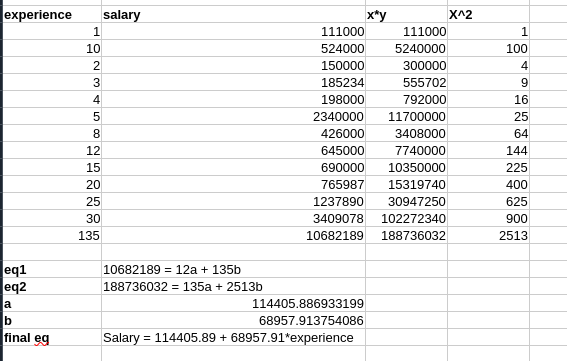 experience salary x*y X^2
1 111000 111000 1
10 524000 5240000 100
2 150000 300000 4
3 185234 555702 9
4 198000 792000 16
5 2340000 11700000 25
8 426000 3408000 64
12 645000 7740000 144
15 690000 10350000 225
20 765987 15319740 400
25 1237890 30947250 625
30 3409078 102272340 900
135 10682189 188736032 2513
eq1 10682189 = 12a + 135b
eq2 188736032 = 135a + 2513b
a 114405.886933199
b 68957.913754086
final eq Salary = 114405.89 + 68957.91*experience